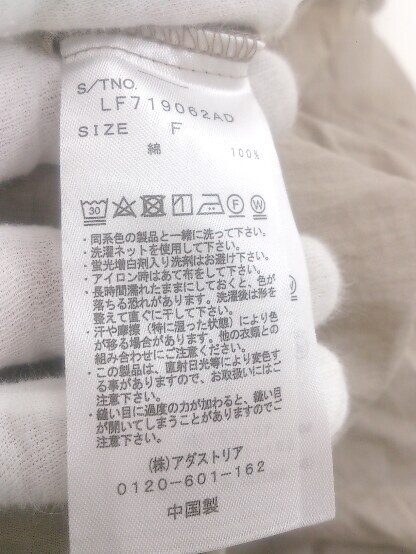 S/TNO.
LF719062AD
SIZE F
綿 100%
30 F W
・同系色の製品と一緒に洗って下さい。
・洗濯ネットを使用して下さい。
・蛍光増白剤入り洗剤はお避け下さい。
・アイロン時はあて布をして下さい。
・長時間濡れたままにしておくと、色が
落ちる恐れがあります。洗濯後は形を
整えて直ぐに干して下さい。
・汗や摩擦（特に湿った状態）により色
が移る場合があります。他の衣類との
組み合わせにご注意ください。
・この製品は、直射日光等により変色す
る事がありますので、お取扱いにはご
注意下さい。
・縫い目に過度の力が加わると、縫い目
が開いてしまうことがありますのでご
注意下さい。
（株）アダストリア
0120-601-162
中国製